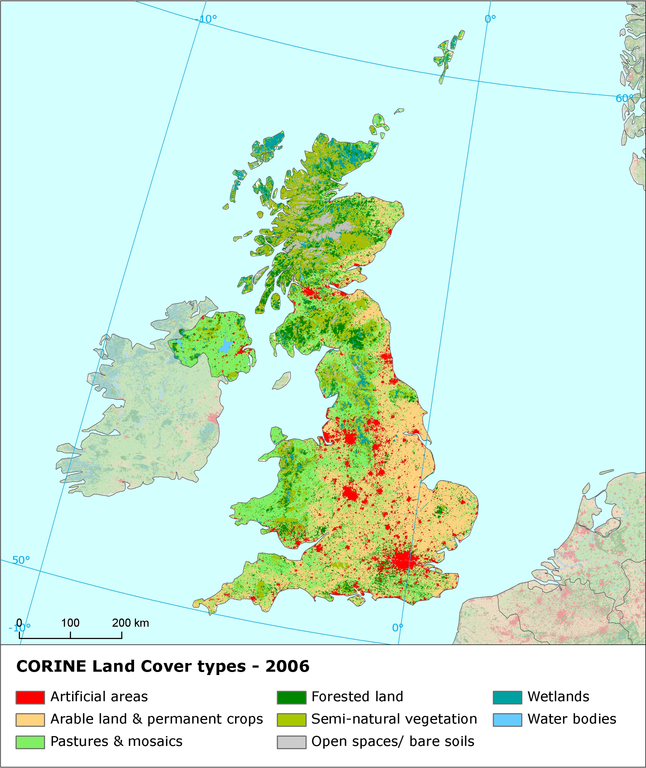 -10°
0°
60°
50°
-10°
0°
0 100 200 km
CORINE Land Cover types - 2006
Artificial areas
Forested land
Wetlands
Arable land & permanent crops
Semi-natural vegetation
Water bodies
Pastures & mosaics
Open spaces/ bare soils